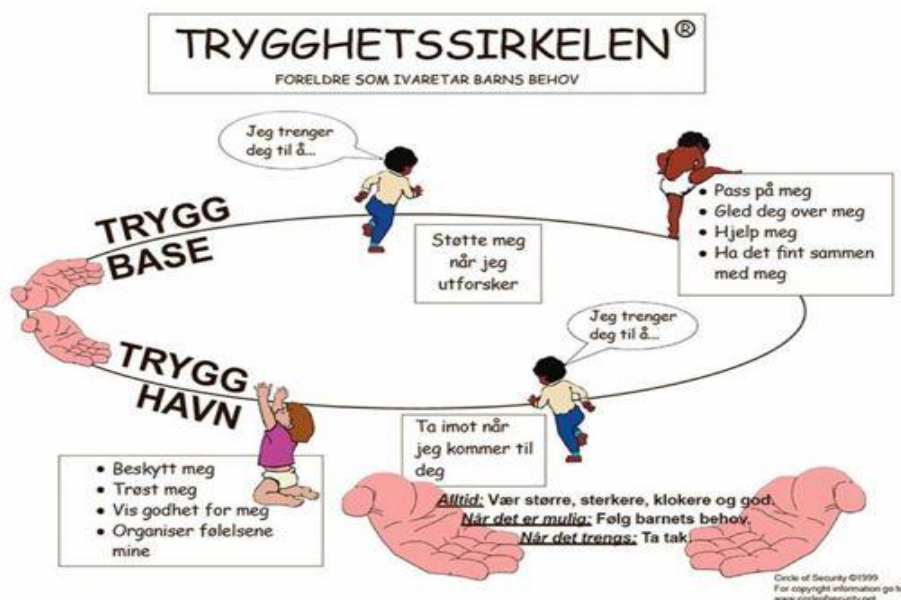 TRYGGHETSSIRKELEN®
FORELDRE SOM IVARETAR BARNS BEHOV
Jeg trenger
deg til å...
TRYGG
BASE
Støtte meg
når jeg
utforsker
• Pass på meg
• Gled deg over meg
• Hjelp meg
• Ha det fint sammen
med meg
Jeg trenger
deg til å...
TRYGG
HAVN
Ta imot når
jeg kommer til
deg
• Beskytt meg
• Trøst meg
• Vis godhet for meg
• Organiser følelsene
mine
Alltid: Vær større, sterkere, klokere og god.
Når det er mulig: Følg barnets behov.
Når det trengs: Ta tak.
Circle of Security ©1999
For copyright information go to